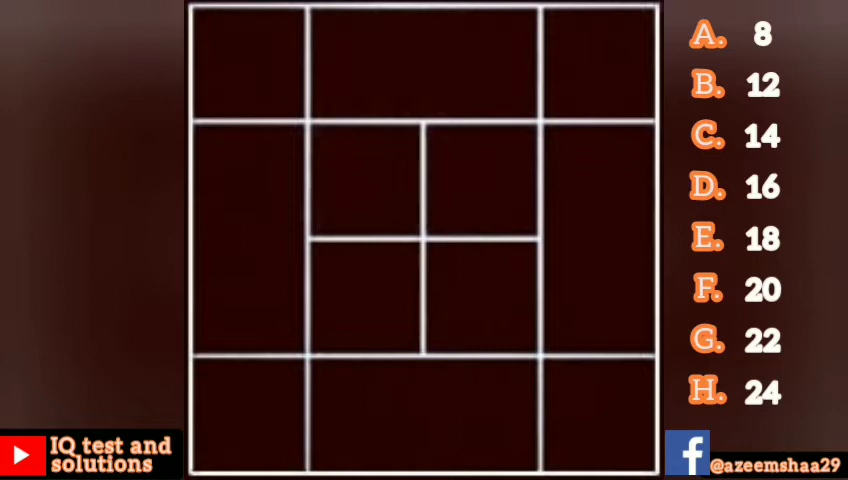 A. 8
B. 12
C. 14
D. 16
E. 18
F. 20
G. 22
H. 24
IQ test and
solutions
f @azeemshaa29